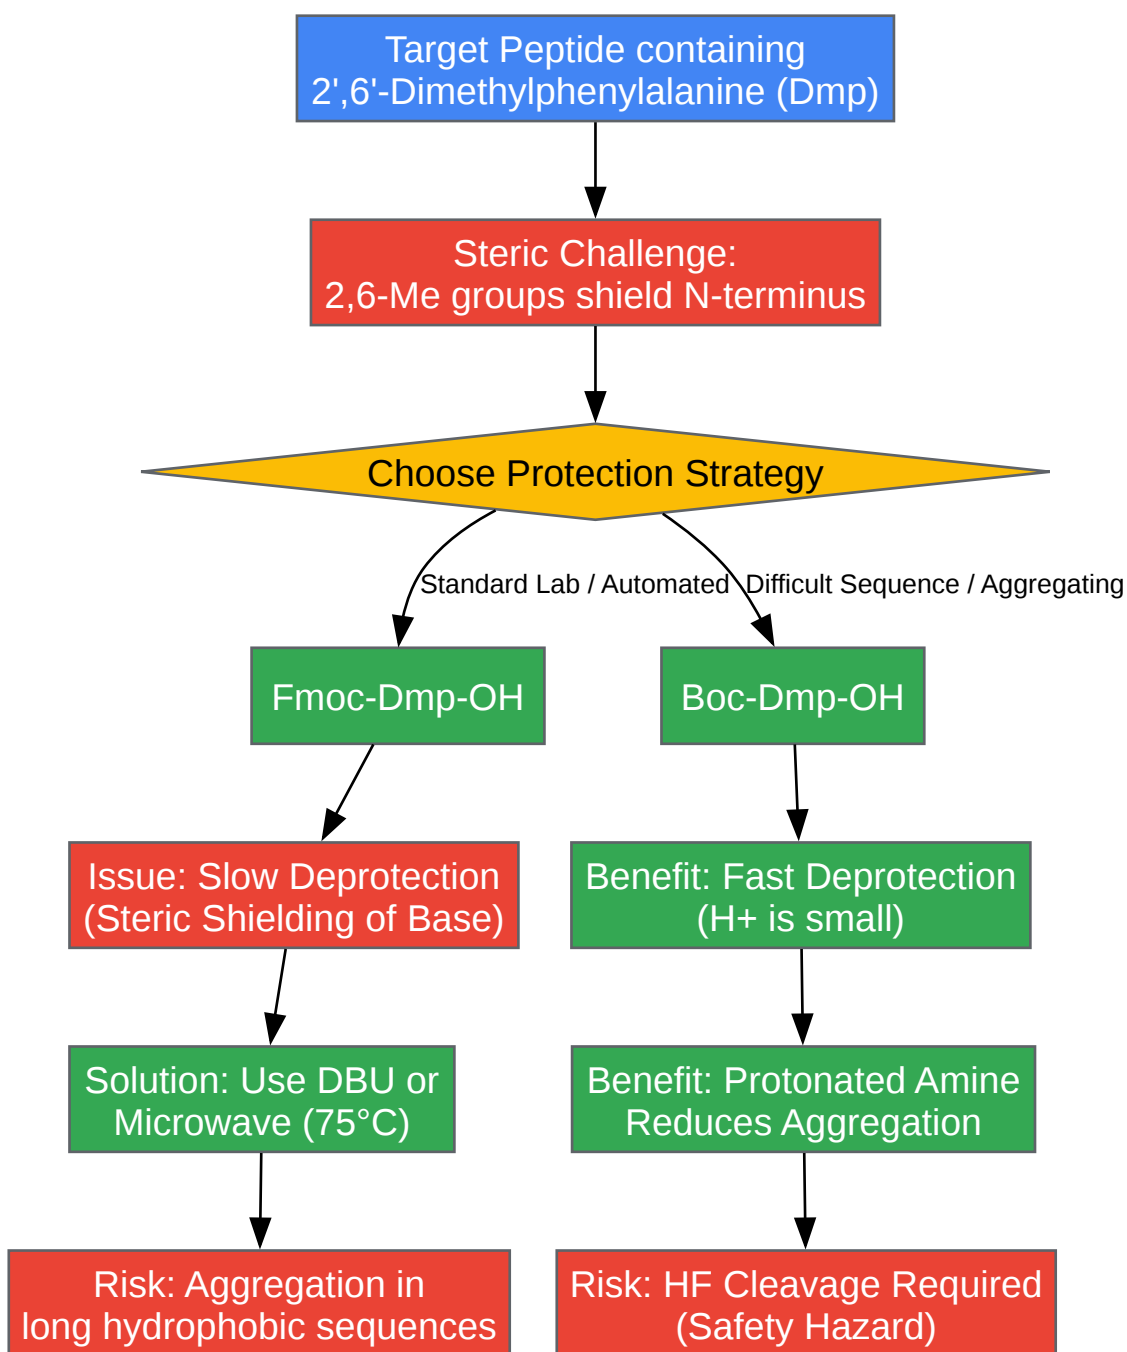 Target Peptide containing
2',6'-Dimethylphenylalanine (Dmp)
Steric Challenge:
2,6-Me groups shield N-terminus
Choose Protection Strategy
Standard Lab / Automated
Difficult Sequence / Aggregating
Fmoc-Dmp-OH
Boc-Dmp-OH
Issue: Slow Deprotection
(Steric Shielding of Base)
Benefit: Fast Deprotection
(H+ is small)
Solution: Use DBU or
Microwave (75°C)
Benefit: Protonated Amine
Reduces Aggregation
Risk: Aggregation in
long hydrophobic sequences
Risk: HF Cleavage Required
(Safety Hazard)